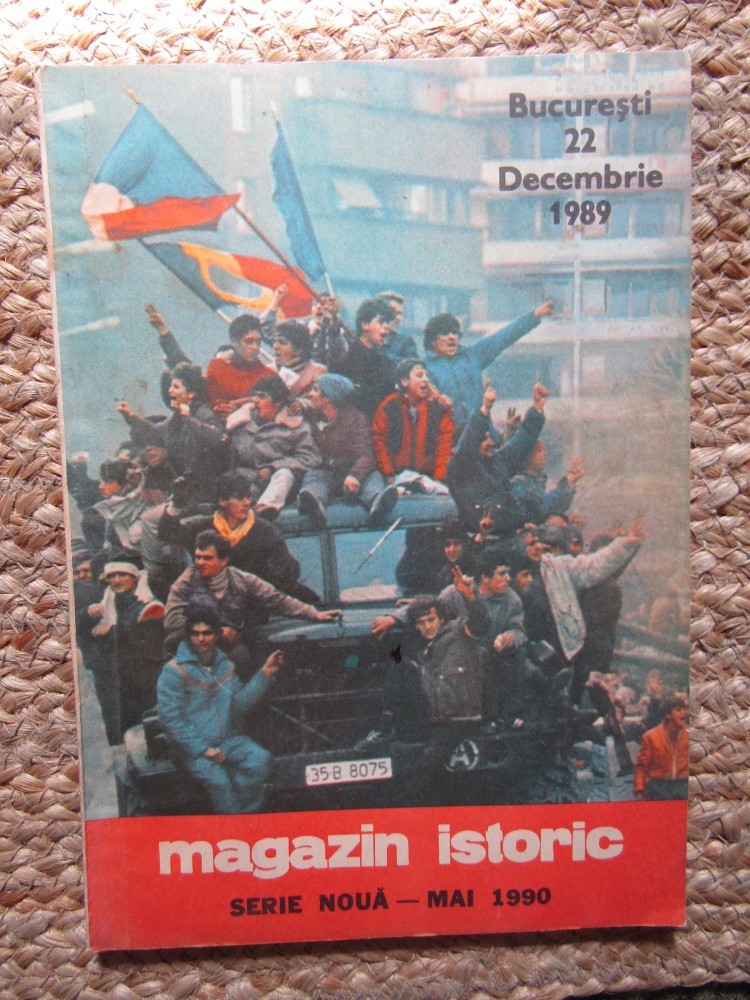 București
22
Decembrie
1989
35-B 8075
magazin istoric
SERIE NOUĂ — MAI 1990